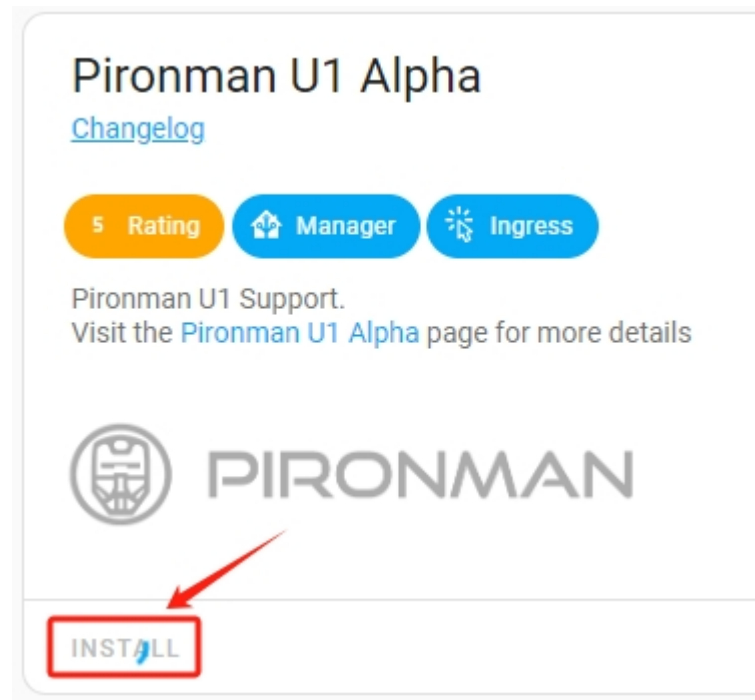 Pironman U1 Alpha
Changelog
5 Rating Manager Ingress
Pironman U1 Support.
Visit the Pironman U1 Alpha page for more details
PIRONMAN
INSTALL